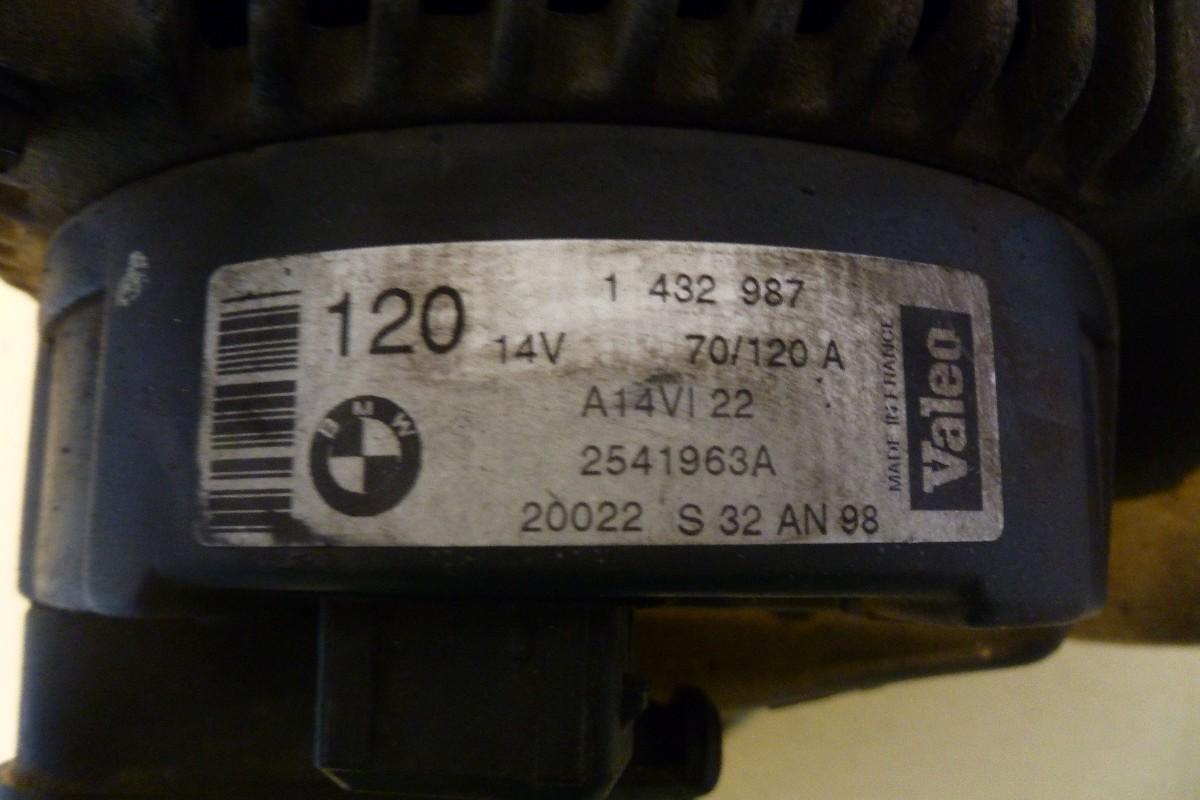 120
1 432 987
14V 70/120 A
A14VI 22
2541963A
20022 S 32 AN 98
BMW
MADE IN FRANCE
Valeo